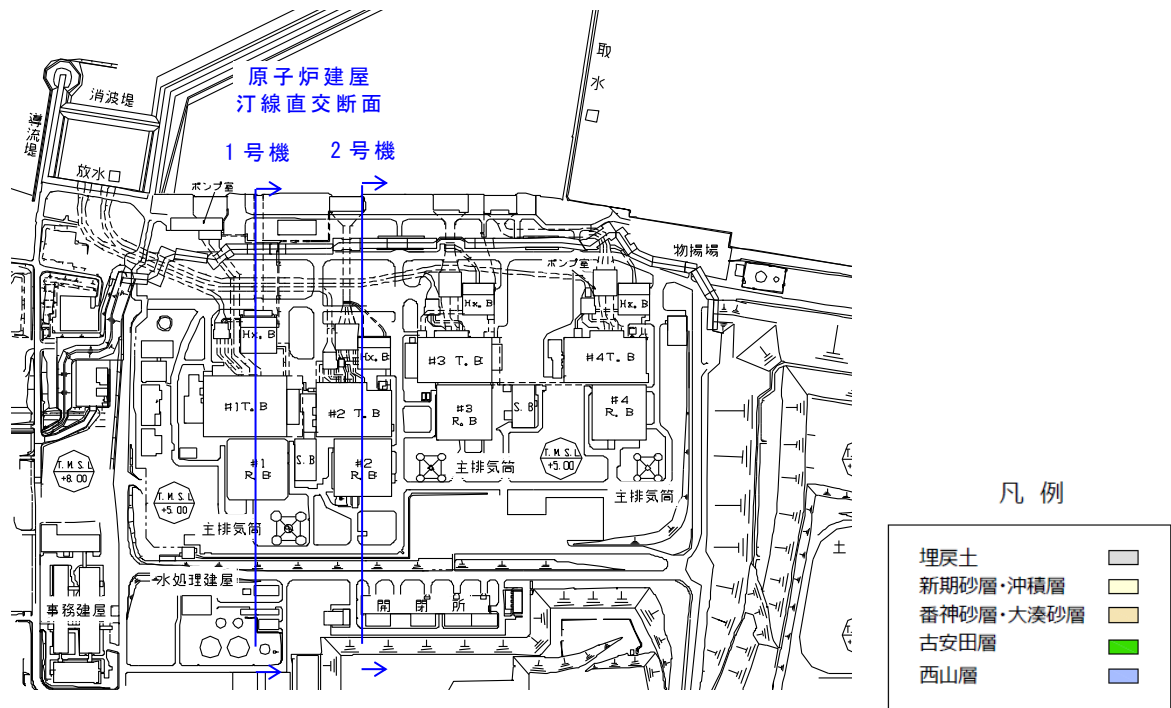 原子炉建屋
汀線直交断面
1号機
2号機
取水口
消波堤
導流堤
放水口
ポンプ室
物揚場
ポンプ室
Hx.B
Hx.B
Hx.B
Hx.B
#1T.B
#2 T.B
#3 T.B
#4T.B
#1
R.B
S.B
#2
R.B
#3
R.B
S.B
#4
R.B
主排気筒
主排気筒
主排気筒
T.M.S.L
+8.00
T.M.S.L
+5.00
T.M.S.L
+5.00
水処理建屋
事務建屋
開閉所
土
凡 例
埋戻土
新期砂層・沖積層
番神砂層・大湊砂層
古安田層
西山層